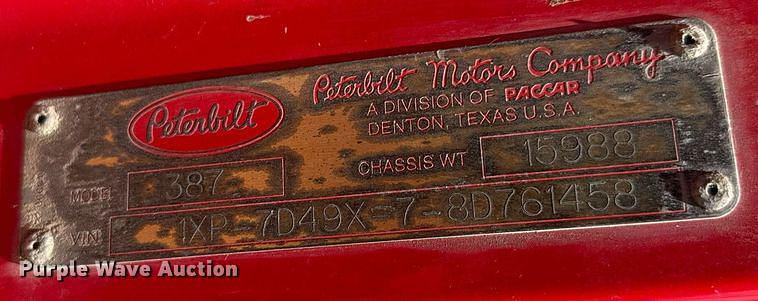 Peterbilt
Peterbilt Motors Company
A DIVISION OF PACCAR
DENTON, TEXAS U.S.A.
CHASSIS WT 15988
MODEL 387
VIN: 1XP-7D49X-7-8D761458
Purple Wave Auction